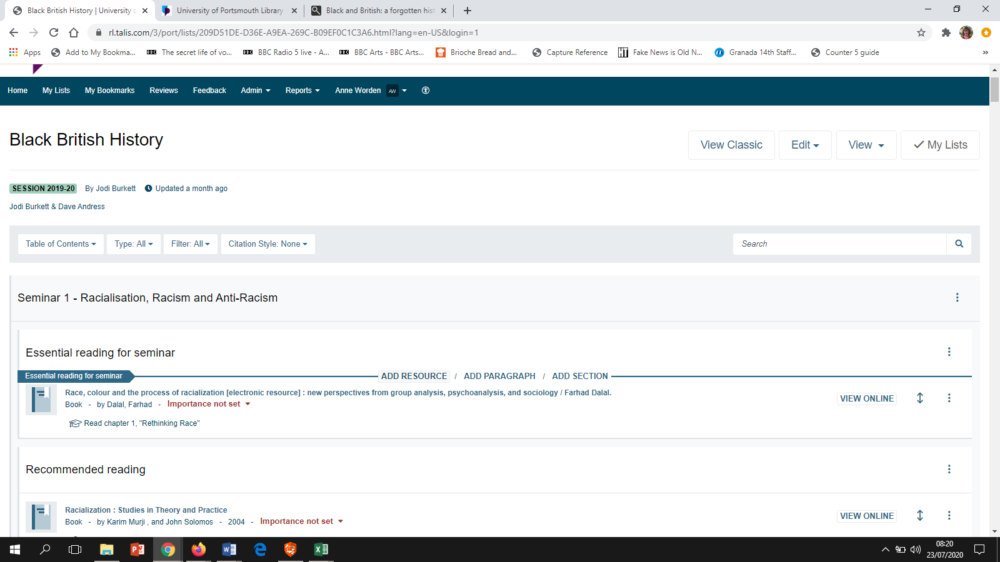 Black British History | University o
University of Portsmouth Library
Black and British: a forgotten hist
rl.talis.com/3/port/lists/209D51DE-D36E-A9EA-269C-B09EF0C1C3A6.html?lang=en-US&login=1
Apps
Add to My Bookma...
BBC The secret life of vo...
BBC BBC Radio 5 live - A...
BBC BBC Arts - BBC Arts...
Brioche Bread and...
Capture Reference
Fake News is Old N...
Granada 14th Staff...
Counter 5 guide
»
Home My Lists My Bookmarks Reviews Feedback Admin Reports Anne Worden AW
Black British History
View Classic Edit View My Lists
SESSION 2019-20 By Jodi Burkett Updated a month ago
Jodi Burkett & Dave Andress
Table of Contents Type: All Filter: All Citation Style: None Search
Seminar 1 - Racialisation, Racism and Anti-Racism
Essential reading for seminar
Essential reading for seminar ADD RESOURCE / ADD PARAGRAPH / ADD SECTION
Race, colour and the process of racialization [electronic resource] : new perspectives from group analysis, psychoanalysis, and sociology / Farhad Dalal.
Book - by Dalal, Farhad - Importance not set
VIEW ONLINE
Read chapter 1, "Rethinking Race"
Recommended reading
Racialization : Studies in Theory and Practice
Book - by Karim Murji , and John Solomos - 2004 - Importance not set
VIEW ONLINE
08:20
23/07/2020